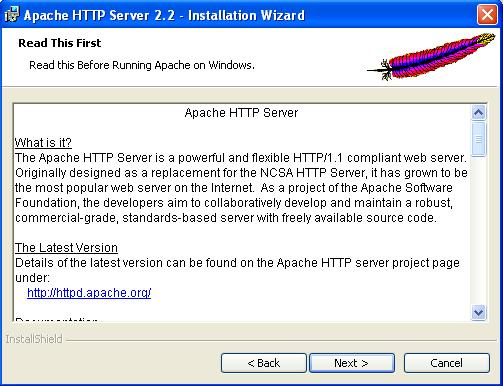 Apache HTTP Server 2.2 - Installation Wizard
Read This First
Read this Before Running Apache on Windows.
Apache HTTP Server
What is it?
The Apache HTTP Server is a powerful and flexible HTTP/1.1 compliant web server.
Originally designed as a replacement for the NCSA HTTP Server, it has grown to be
the most popular web server on the Internet. As a project of the Apache Software
Foundation, the developers aim to collaboratively develop and maintain a robust,
commercial-grade, standards-based server with freely available source code.
The Latest Version
Details of the latest version can be found on the Apache HTTP server project page
under:
http://httpd.apache.org/
Documentation
InstallShield
< Back
Next >
Cancel